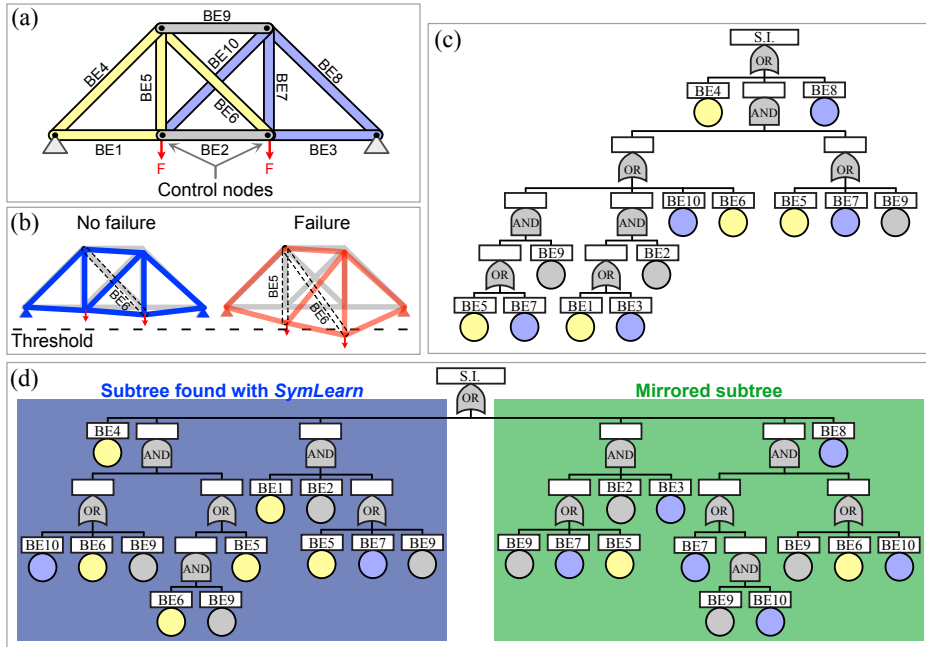 (a)
BE9
BE4
BE5
BE10
BE6
BE7
BE8
BE1
BE2
BE3
F
F
Control nodes
(b)
No failure
Failure
BE6
BE5
BE6
Threshold
(c)
S.I.
OR
BE4
BE8
AND
OR
OR
BE10
BE6
BE5
BE7
BE9
AND
AND
BE9
BE2
OR
OR
BE5
BE7
BE1
BE3
(d)
Subtree found with SymLearn
S.I.
Mirrored subtree
OR
BE4
BE8
AND
AND
AND
AND
BE1
BE2
BE2
BE3
OR
OR
OR
OR
OR
OR
BE10
BE6
BE9
BE5
BE5
BE7
BE9
BE9
BE7
BE5
BE7
BE9
BE6
BE10
AND
AND
BE6
BE9
BE9
BE10